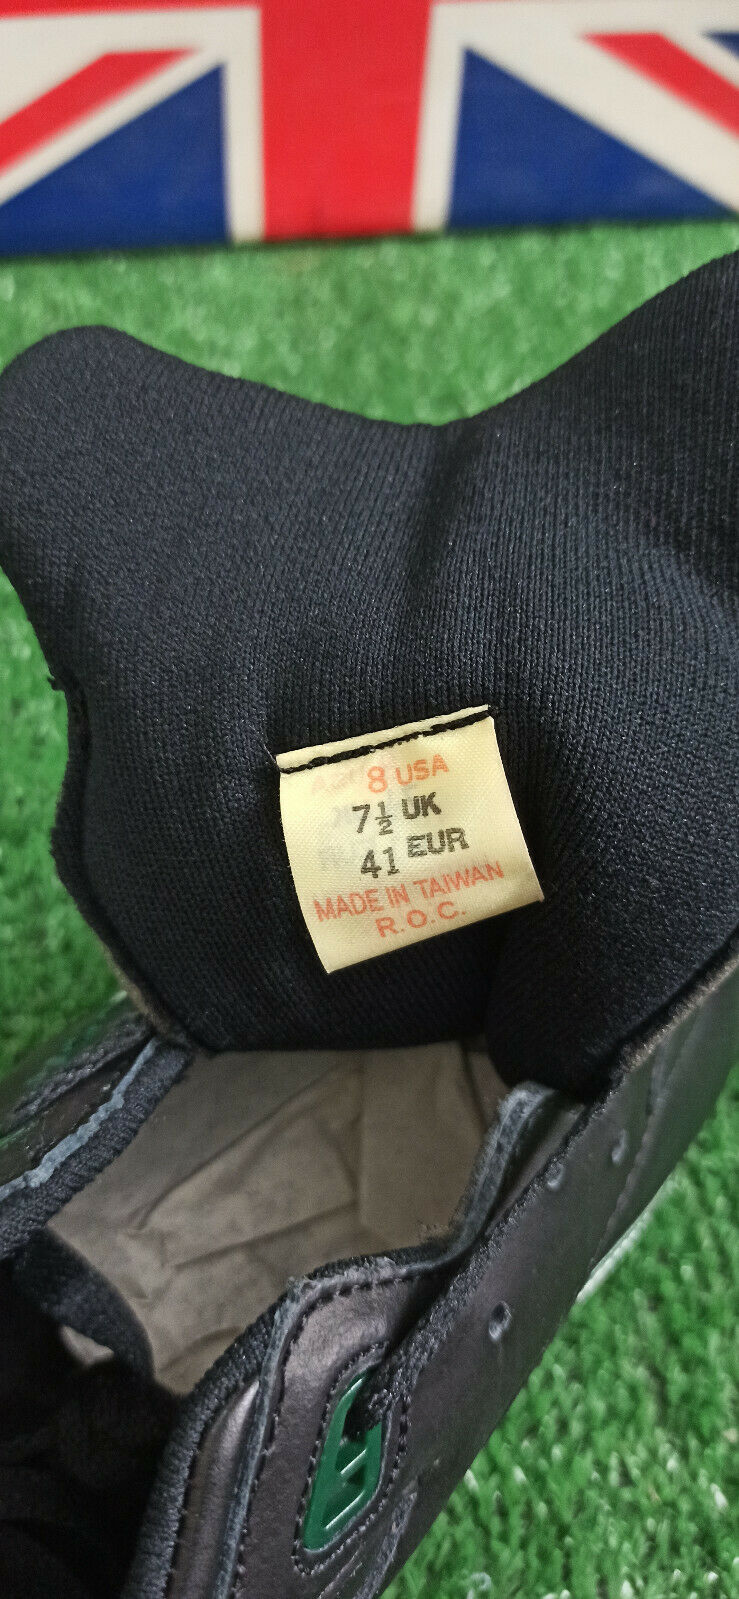 8 USA
7½ UK
41 EUR
MADE IN TAIWAN
R.O.C.